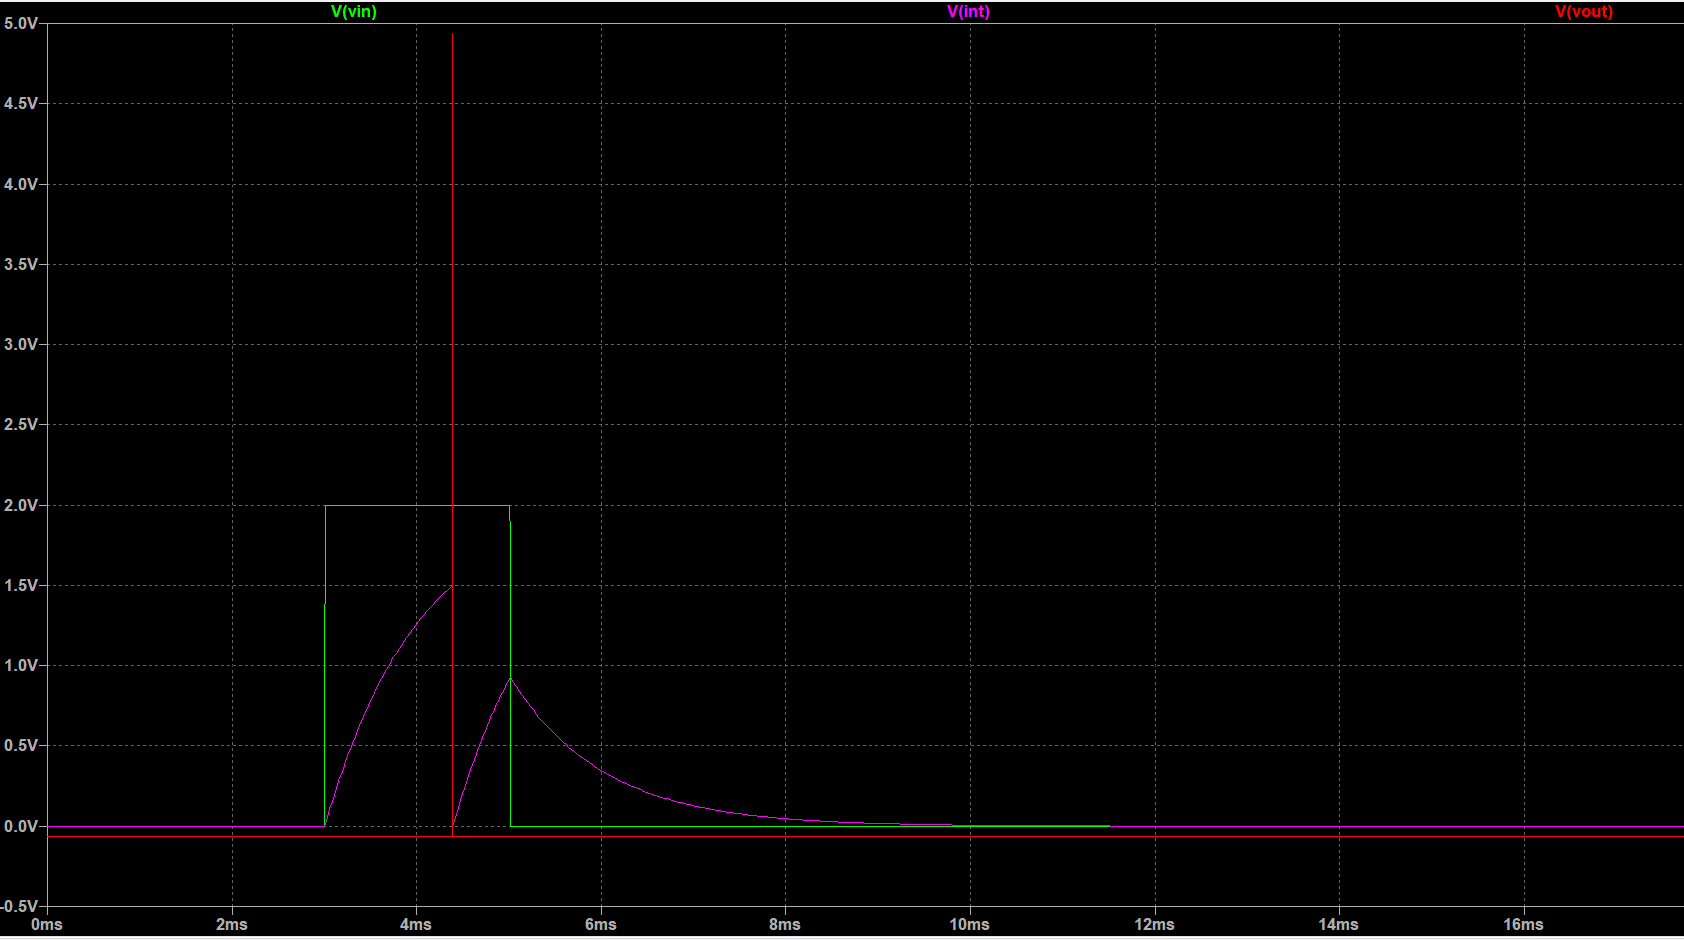 V(vin) V(int) V(vout)
5.0V
4.5V
4.0V
3.5V
3.0V
2.5V
2.0V
1.5V
1.0V
0.5V
0.0V
-0.5V
0ms 2ms 4ms 6ms 8ms 10ms 12ms 14ms 16ms